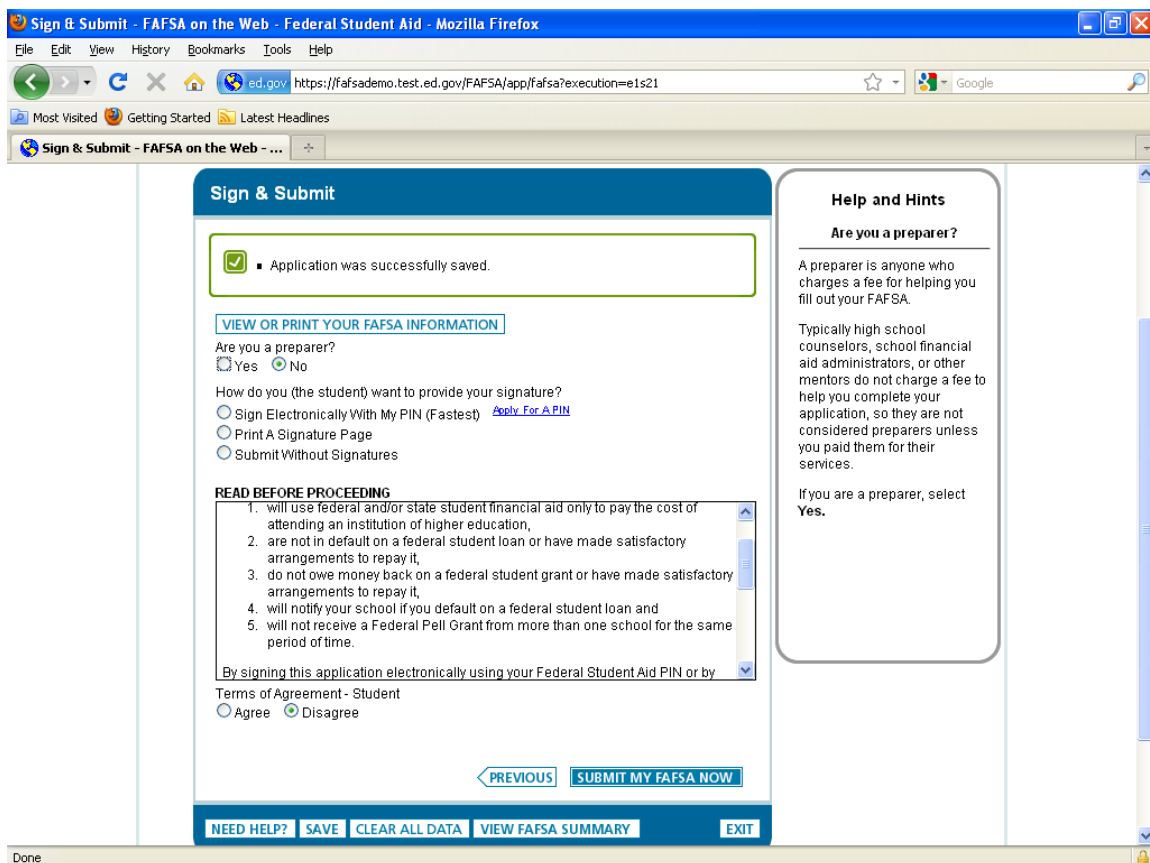 Sign & Submit - FAFSA on the Web - Federal Student Aid - Mozilla Firefox
File Edit View History Bookmarks Tools Help
ed.gov https://fafsademo.test.ed.gov/FAFSA/app/fafsa?execution=e1s21
Google
Most Visited Getting Started Latest Headlines
Sign & Submit - FAFSA on the Web - ...
Sign & Submit
Application was successfully saved.
VIEW OR PRINT YOUR FAFSA INFORMATION
Are you a preparer?
Yes No
How do you (the student) want to provide your signature?
Sign Electronically With My PIN (Fastest) Apply For A PIN
Print A Signature Page
Submit Without Signatures
READ BEFORE PROCEEDING
1. will use federal and/or state student financial aid only to pay the cost of
attending an institution of higher education,
2. are not in default on a federal student loan or have made satisfactory
arrangements to repay it,
3. do not owe money back on a federal student grant or have made satisfactory
arrangements to repay it,
4. will notify your school if you default on a federal student loan and
5. will not receive a Federal Pell Grant from more than one school for the same
period of time.
By signing this application electronically using your Federal Student Aid PIN or by
Terms of Agreement - Student
Agree Disagree
PREVIOUS SUBMIT MY FAFSA NOW
NEED HELP? SAVE CLEAR ALL DATA VIEW FAFSA SUMMARY EXIT
Help and Hints
Are you a preparer?
A preparer is anyone who
charges a fee for helping you
fill out your FAFSA.
Typically high school
counselors, school financial
aid administrators, or other
mentors do not charge a fee to
help you complete your
application, so they are not
considered preparers unless
you paid them for their
services.
If you are a preparer, select
Yes.
Done